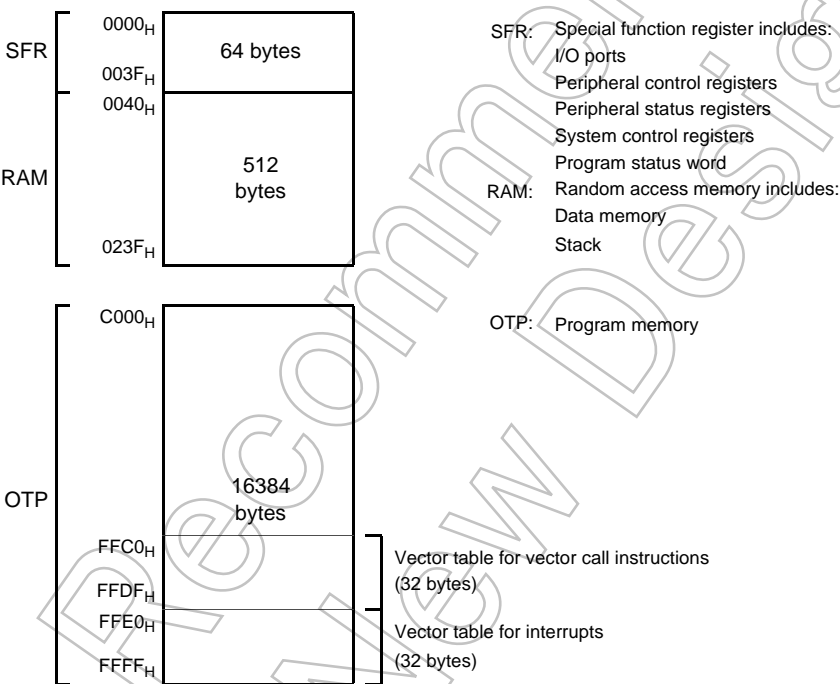 SFR
0000H
64 bytes
003FH
RAM
0040H
512
bytes
023FH
SFR: Special function register includes:
I/O ports
Peripheral control registers
Peripheral status registers
System control registers
Program status word
RAM: Random access memory includes:
Data memory
Stack
OTP
C000H
16384
bytes
OTP: Program memory
FFC0H
FFDFH
Vector table for vector call instructions
(32 bytes)
FFE0H
FFFFH
Vector table for interrupts
(32 bytes)